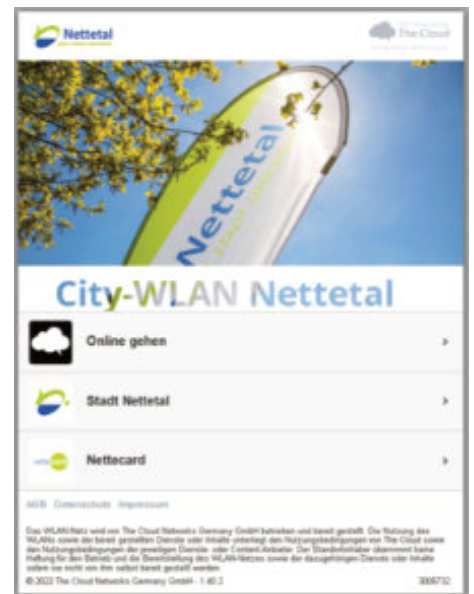 Nettetal
The Cloud
Nettetal
City-WLAN Nettetal
Online gehen
Stadt Nettetal
Nettecard
AGB Datenschutz Impressum
Das WLAN-Netz wird von The Cloud Networks Germany GmbH betrieben und bereit gestellt. Die Nutzung des
WLANs sowie der bereit gestellten Dienste oder Inhalte unterliegt den Nutzungsbedingungen von The Cloud sowie
den Nutzungsbedingungen der jeweiligen Dienste- oder Content-Anbieter. Der Standortinhaber übernimmt keine
Haftung für den Betrieb und die Bereitstellung des WLAN-Netzes sowie der dazugehörigen Dienste oder Inhalte
sofern sie nicht von ihm selbst bereit gestellt werden.
© 2023 The Cloud Networks Germany GmbH - 1.40.2